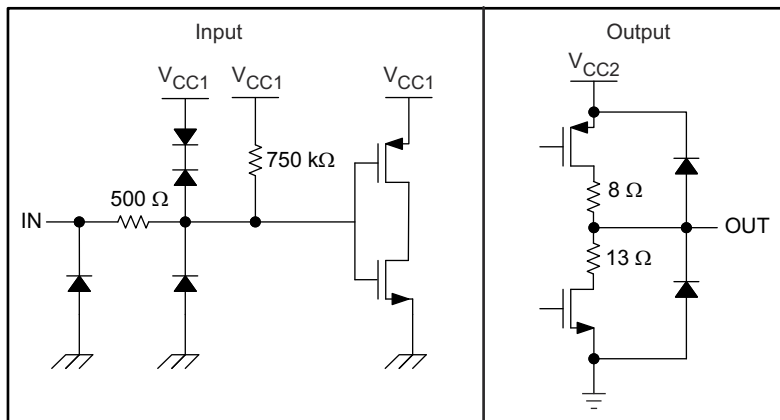 Input
Output
VCC1
VCC1
VCC1
VCC2
750 kΩ
500 Ω
IN
8 Ω
OUT
13 Ω